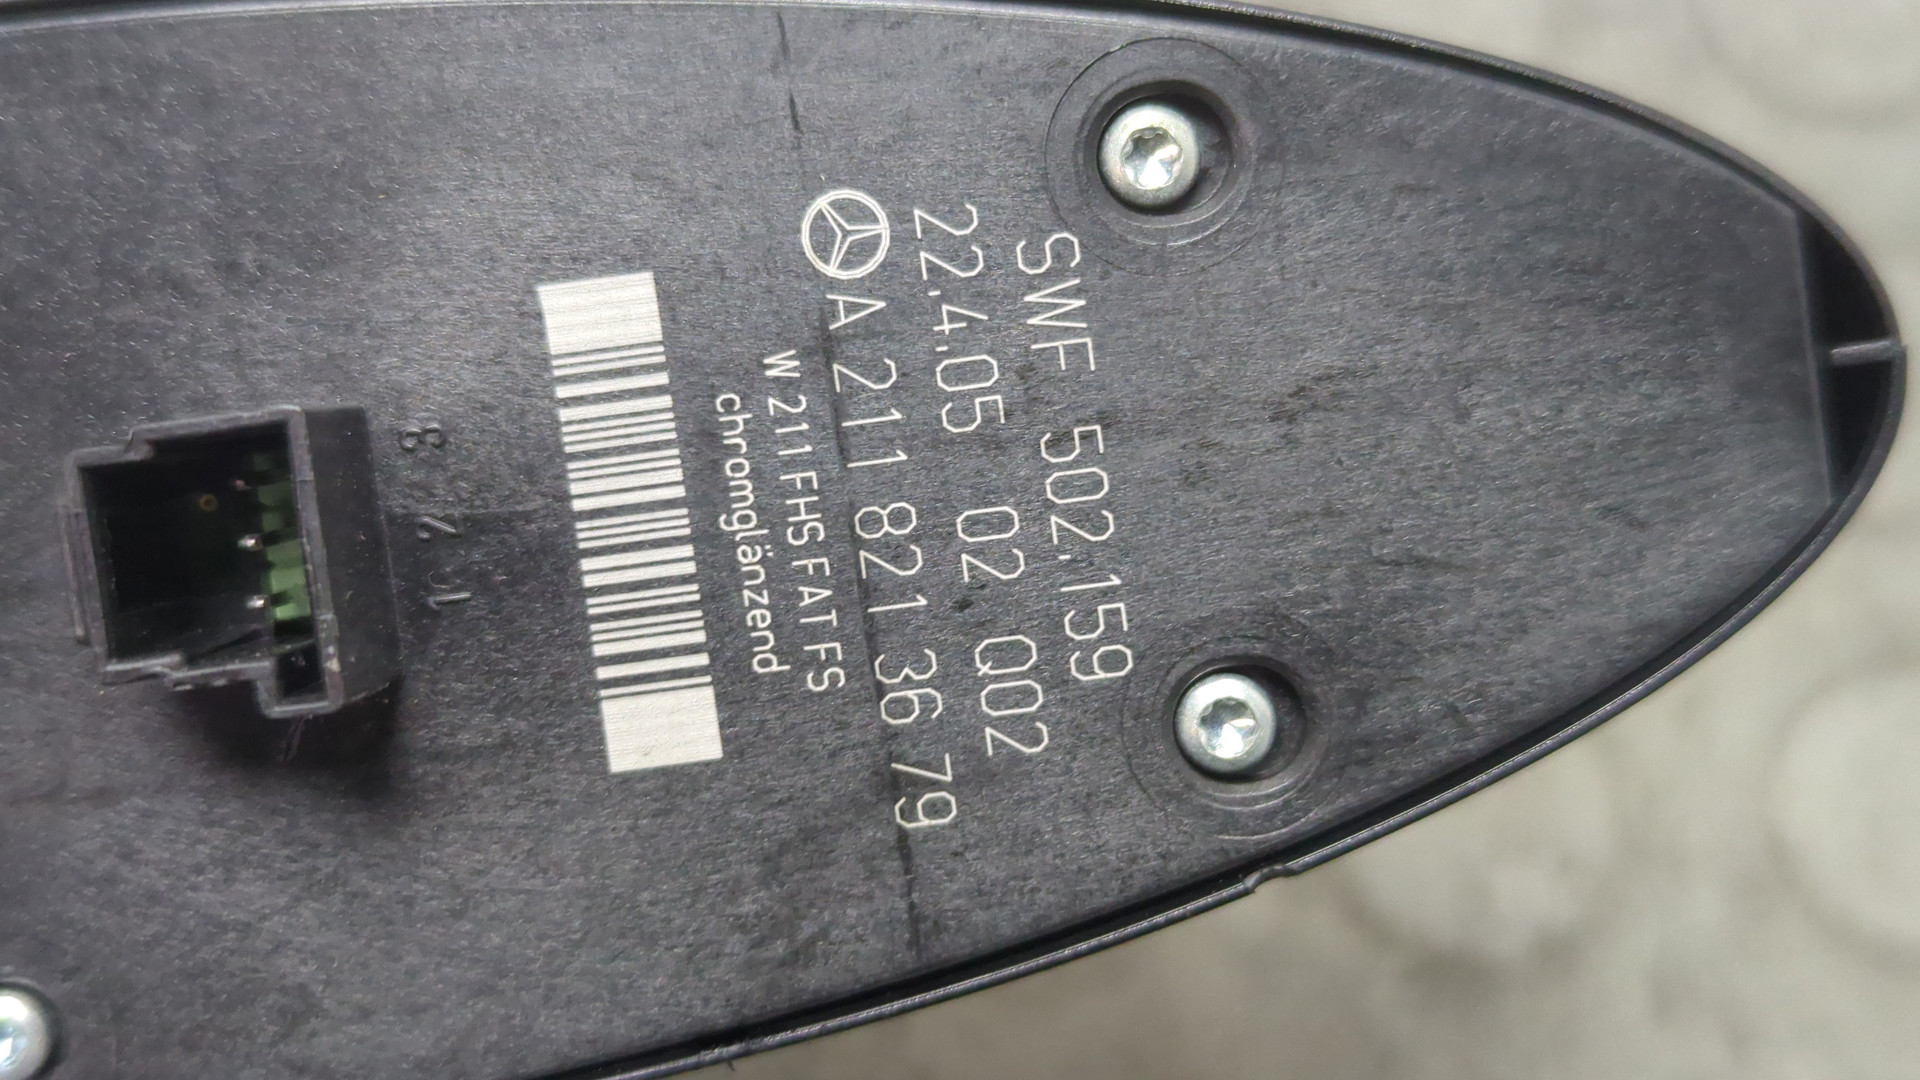 SWF 502.159
22.4.05 02 Q02
A 211 821 36 79
W 211 FHS FAT FS
chromglänzend
3 2 1